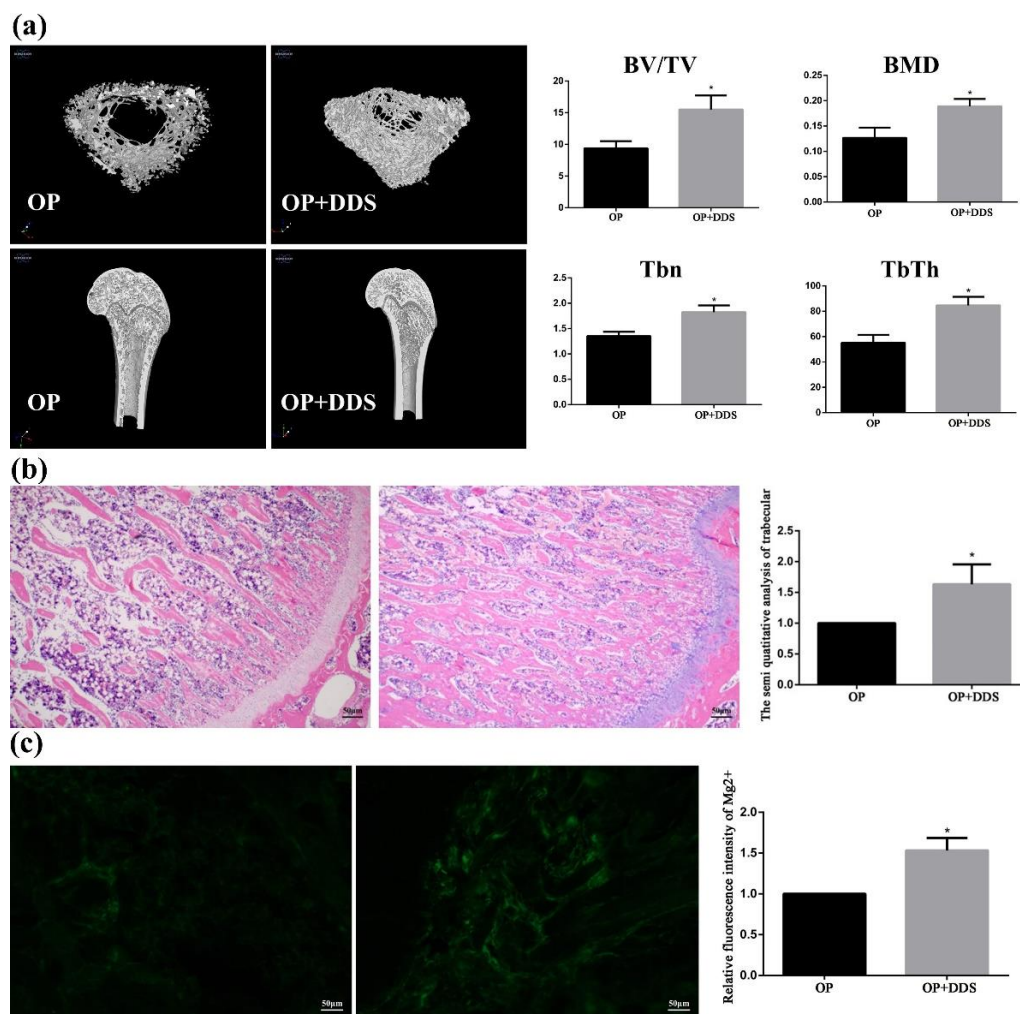 (a)
OP
OP+DDS
OP
OP+DDS
BV/TV
20
15
10
5
0
OP
OP+DDS
*
BMD
0.25
0.20
0.15
0.10
0.05
0.00
OP
OP+DDS
*
Tbn
2.5
2.0
1.5
1.0
0.5
0.0
OP
OP+DDS
*
TbTh
100
80
60
40
20
0
OP
OP+DDS
*
(b)
50μm
50μm
The semi quatitative analysis of trabecular
2.5
2.0
1.5
1.0
0.5
0.0
OP
OP+DDS
*
(c)
50μm
50μm
Relative fluorescence intensity of Mg2+
2.0
1.5
1.0
0.5
0.0
OP
OP+DDS
*